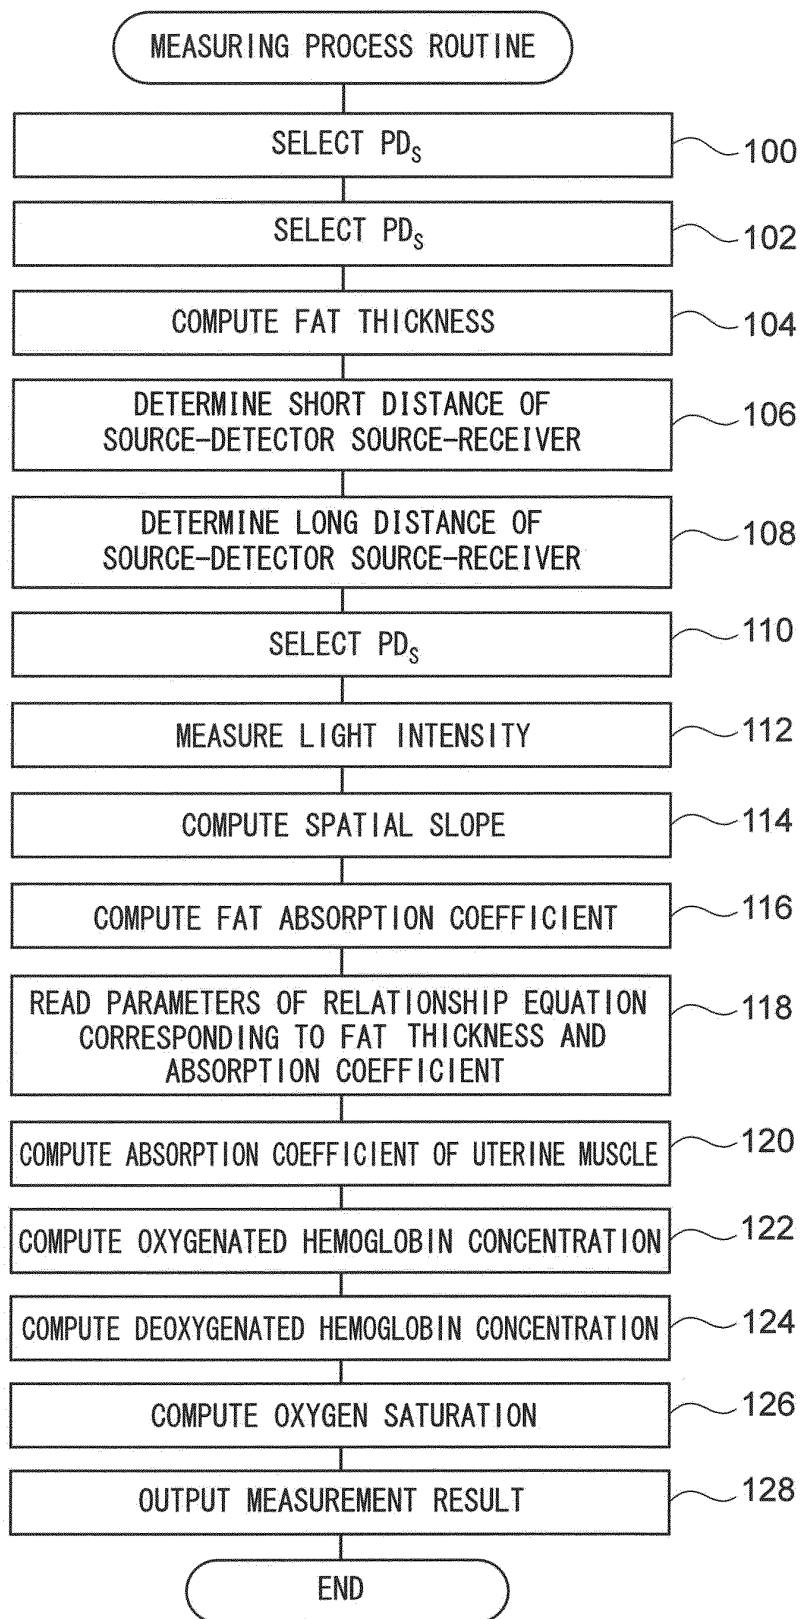 MEASURING PROCESS ROUTINE
SELECT PDS
100
SELECT PDS
102
COMPUTE FAT THICKNESS
104
DETERMINE SHORT DISTANCE OF
SOURCE-DETECTOR SOURCE-RECEIVER
106
DETERMINE LONG DISTANCE OF
SOURCE-DETECTOR SOURCE-RECEIVER
108
SELECT PDS
110
MEASURE LIGHT INTENSITY
112
COMPUTE SPATIAL SLOPE
114
COMPUTE FAT ABSORPTION COEFFICIENT
116
READ PARAMETERS OF RELATIONSHIP EQUATION
CORRESPONDING TO FAT THICKNESS AND
ABSORPTION COEFFICIENT
118
COMPUTE ABSORPTION COEFFICIENT OF UTERINE MUSCLE
120
COMPUTE OXYGENATED HEMOGLOBIN CONCENTRATION
122
COMPUTE DEOXYGENATED HEMOGLOBIN CONCENTRATION
124
COMPUTE OXYGEN SATURATION
126
OUTPUT MEASUREMENT RESULT
128
END